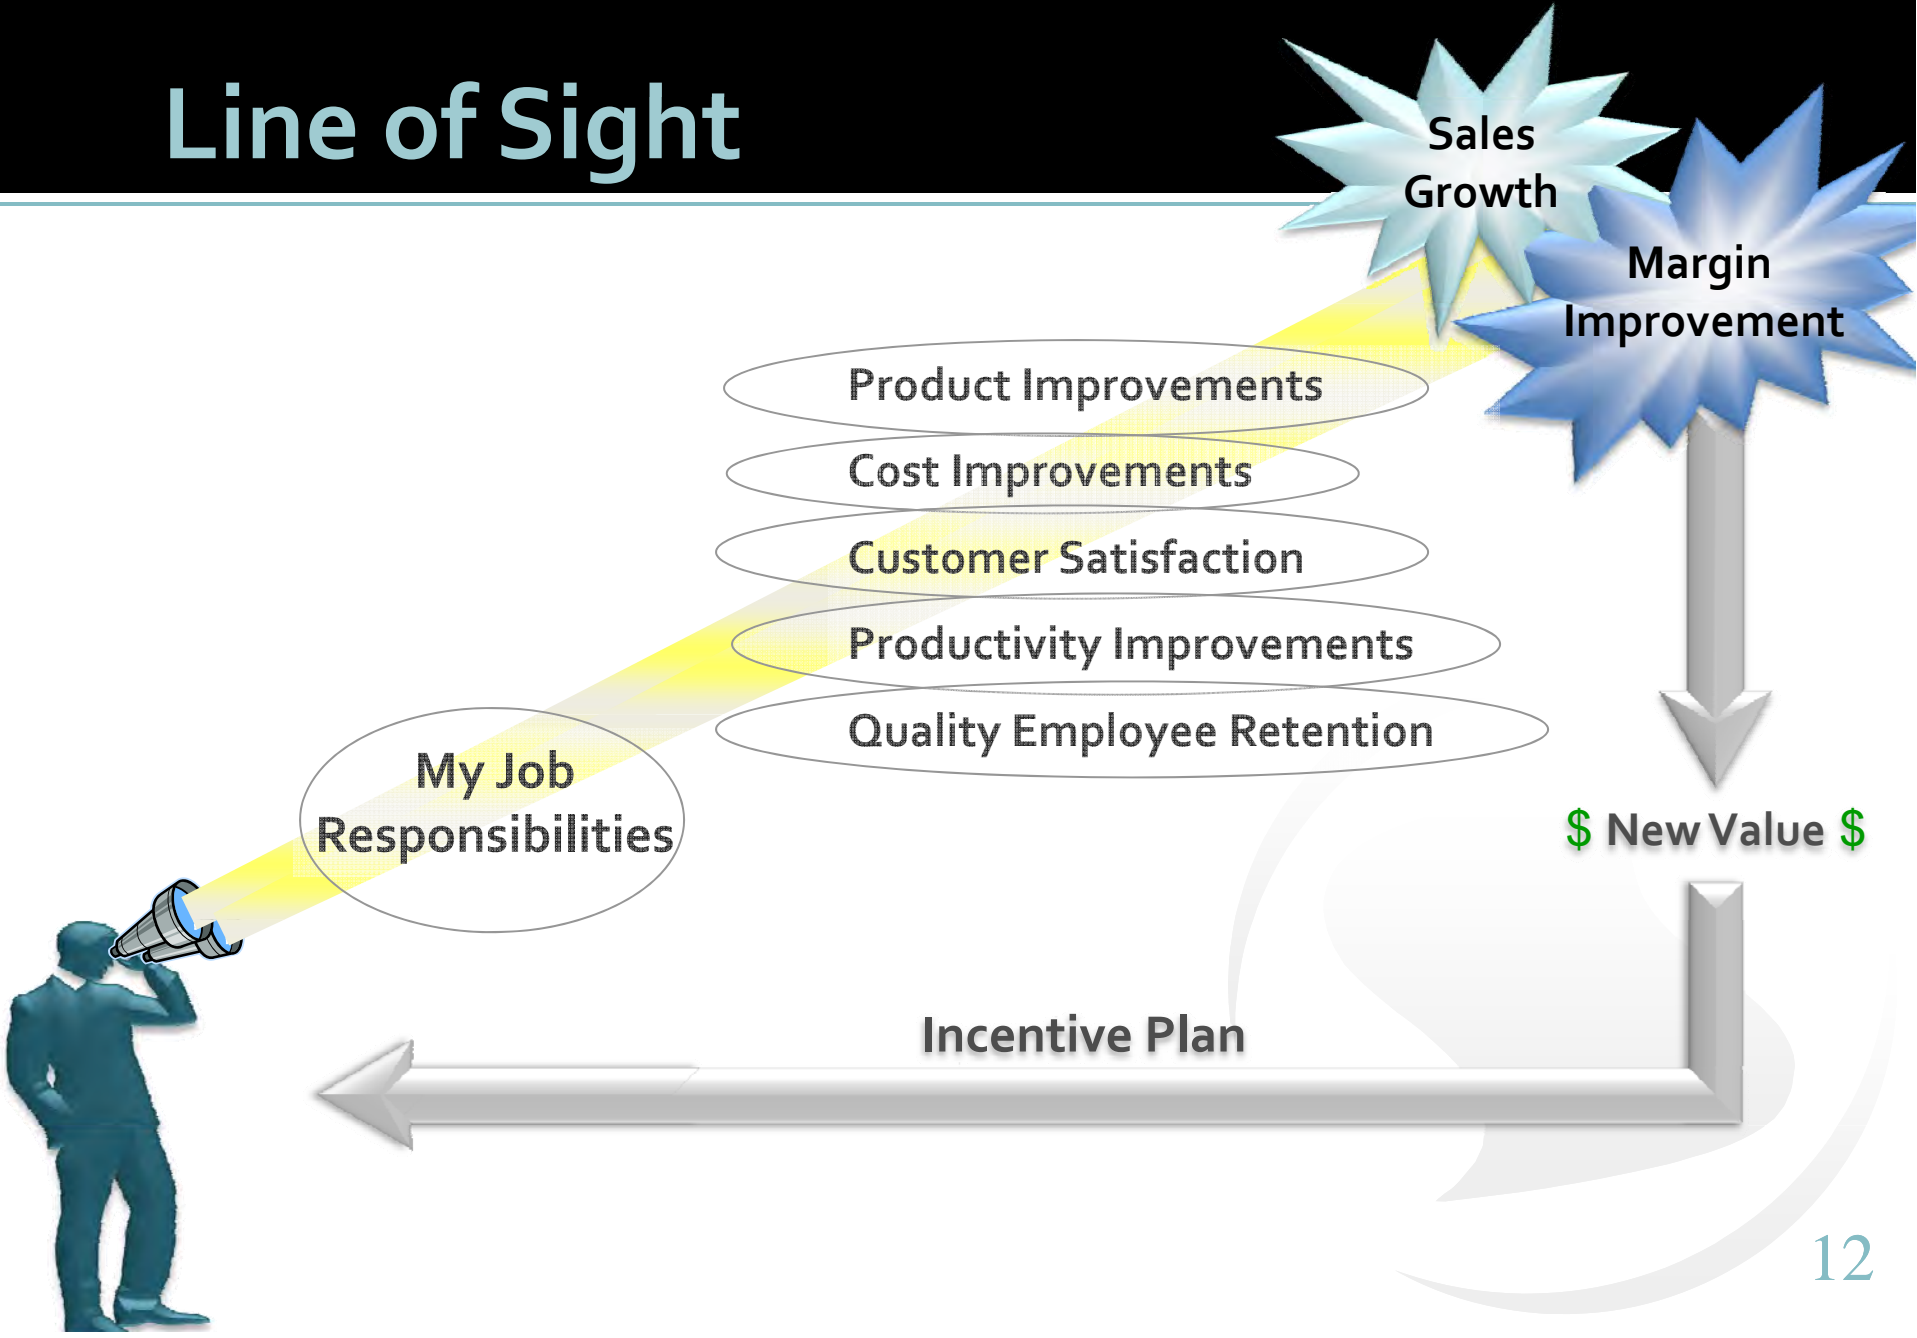 Line of Sight
Sales
Growth
Margin
Improvement
Product Improvements
Cost Improvements
Customer Satisfaction
Productivity Improvements
Quality Employee Retention
My Job
Responsibilities
$ New Value $
Incentive Plan
12